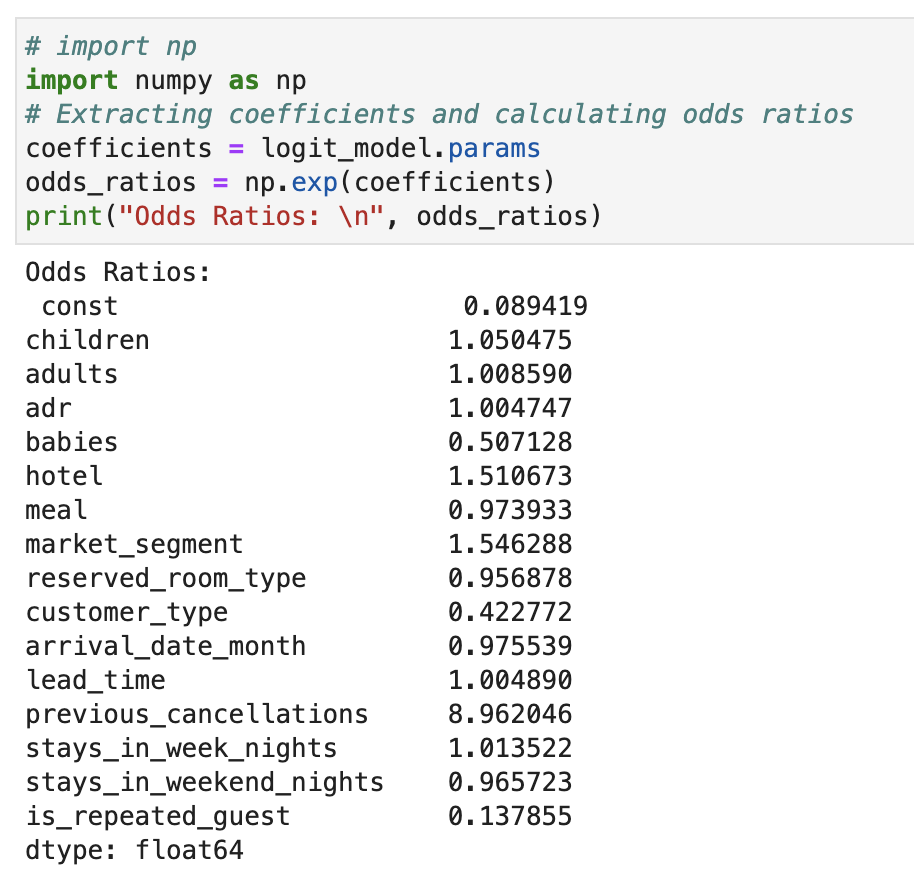 # import np
import numpy as np
# Extracting coefficients and calculating odds ratios
coefficients = logit_model.params
odds_ratios = np.exp(coefficients)
print("Odds Ratios: \n", odds_ratios)
Odds Ratios:
 const                      0.089419
children                   1.050475
adults                     1.008590
adr                        1.004747
babies                     0.507128
hotel                      1.510673
meal                       0.973933
market_segment             1.546288
reserved_room_type         0.956878
customer_type              0.422772
arrival_date_month         0.975539
lead_time                  1.004890
previous_cancellations     8.962046
stays_in_week_nights       1.013522
stays_in_weekend_nights    0.965723
is_repeated_guest          0.137855
dtype: float64